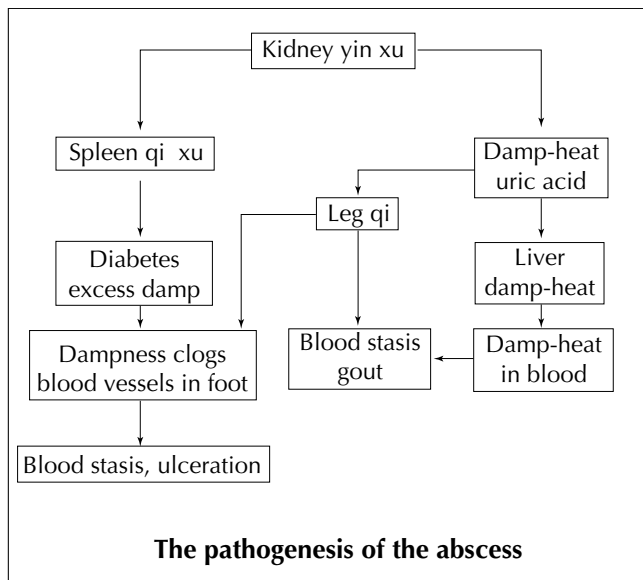 Kidney yin xu
Spleen qi xu
Damp-heat
uric acid
Leg qi
Diabetes
excess damp
Liver
damp-heat
Dampness clogs
blood vessels in foot
Blood stasis
gout
Damp-heat
in blood
Blood stasis, ulceration
The pathogenesis of the abscess